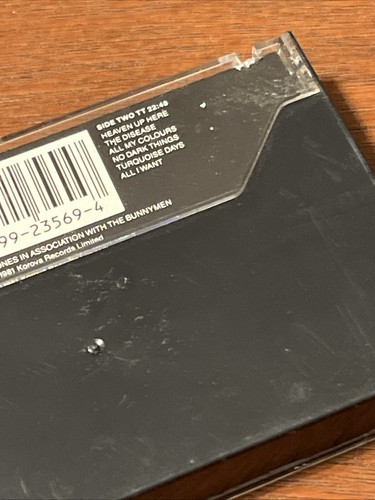 SIDE TWO TT 22:48
HEAVEN UP HERE
THE DISEASE
ALL MY COLOURS
NO DARK THINGS
TURQUOISE DAYS
ALL I WANT
99-23569-4
IN ASSOCIATION WITH THE BUNNYMEN
1981 Korova Records Limited